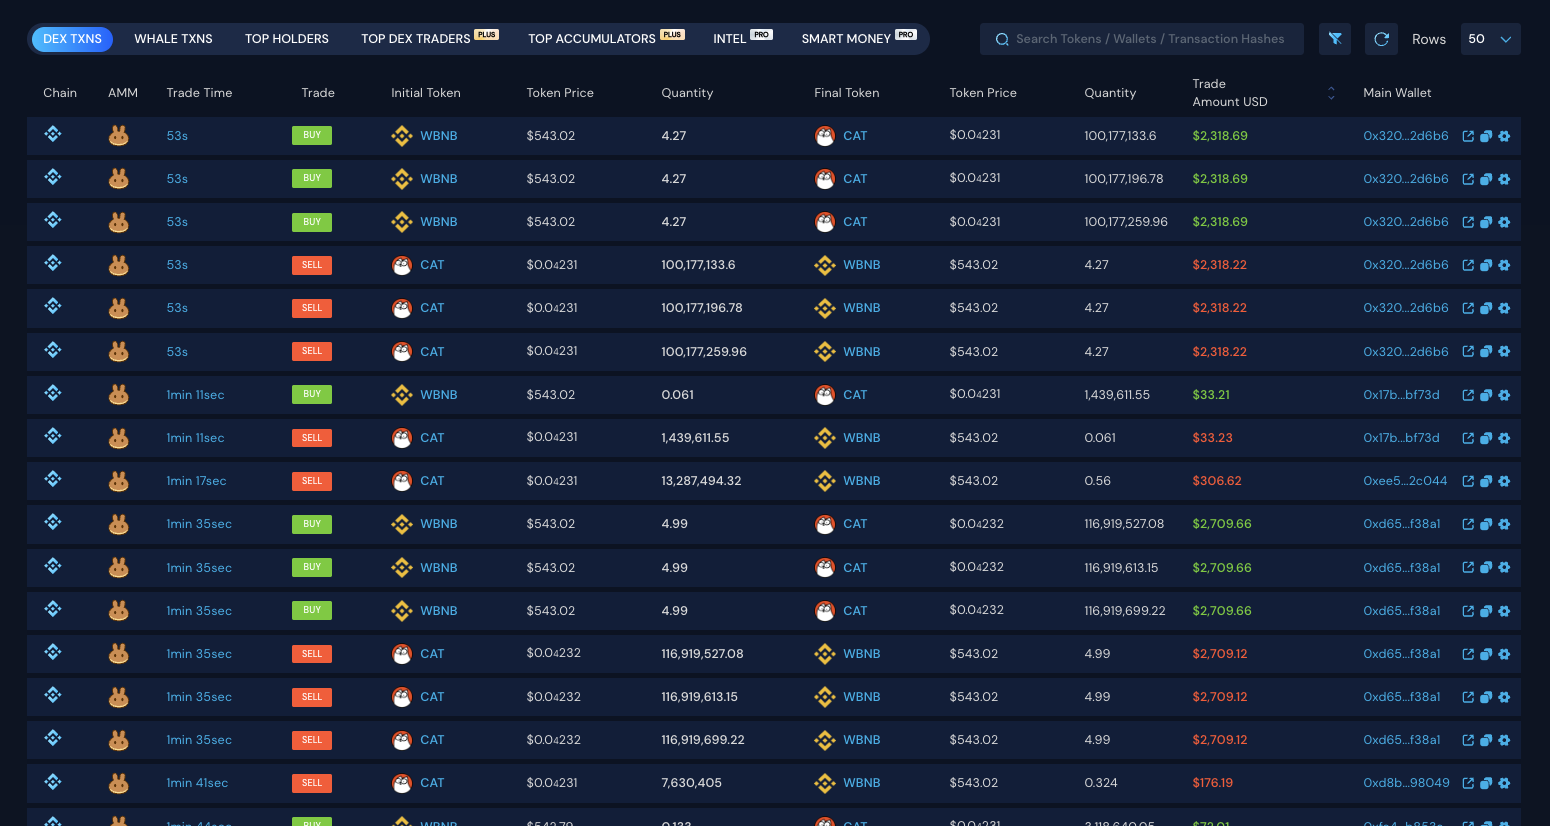 DEX TXNS WHALE TXNS TOP HOLDERS TOP DEX TRADERS PLUS TOP ACCUMULATORS PLUS INTEL PRO SMART MONEY PRO Search Tokens / Wallets / Transaction Hashes Rows 50
Chain AMM Trade Time Trade Initial Token Token Price Quantity Final Token Token Price Quantity Trade Amount USD Main Wallet
53s BUY WBNB $543.02 4.27 CAT $0.04231 100,177,133.6 $2,318.69 0x320...2d6b6
53s BUY WBNB $543.02 4.27 CAT $0.04231 100,177,196.78 $2,318.69 0x320...2d6b6
53s BUY WBNB $543.02 4.27 CAT $0.04231 100,177,259.96 $2,318.69 0x320...2d6b6
53s SELL CAT $0.04231 100,177,133.6 WBNB $543.02 4.27 $2,318.22 0x320...2d6b6
53s SELL CAT $0.04231 100,177,196.78 WBNB $543.02 4.27 $2,318.22 0x320...2d6b6
53s SELL CAT $0.04231 100,177,259.96 WBNB $543.02 4.27 $2,318.22 0x320...2d6b6
1min 11sec BUY WBNB $543.02 0.061 CAT $0.04231 1,439,611.55 $33.21 0x17b...bf73d
1min 11sec SELL CAT $0.04231 1,439,611.55 WBNB $543.02 0.061 $33.23 0x17b...bf73d
1min 17sec SELL CAT $0.04231 13,287,494.32 WBNB $543.02 0.56 $306.62 0xee5...2c044
1min 35sec BUY WBNB $543.02 4.99 CAT $0.04232 116,919,527.08 $2,709.66 0xd65...f38a1
1min 35sec BUY WBNB $543.02 4.99 CAT $0.04232 116,919,613.15 $2,709.66 0xd65...f38a1
1min 35sec BUY WBNB $543.02 4.99 CAT $0.04232 116,919,699.22 $2,709.66 0xd65...f38a1
1min 35sec SELL CAT $0.04232 116,919,527.08 WBNB $543.02 4.99 $2,709.12 0xd65...f38a1
1min 35sec SELL CAT $0.04232 116,919,613.15 WBNB $543.02 4.99 $2,709.12 0xd65...f38a1
1min 35sec SELL CAT $0.04232 116,919,699.22 WBNB $543.02 4.99 $2,709.12 0xd65...f38a1
1min 41sec SELL CAT $0.04231 7,630,405 WBNB $543.02 0.324 $176.19 0xd8b...98049
1min 44sec BUY WBNB $542.79 0.133 CAT $0.04231